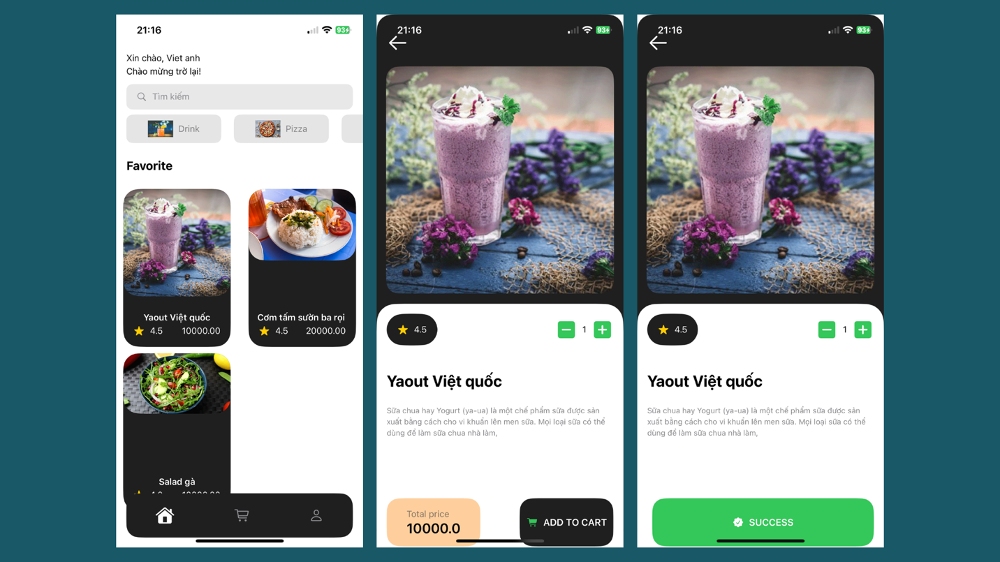 21:16
93
Xin chào, Viet anh
Chào mừng trở lại!
Tìm kiếm
Drink
Pizza
Favorite
Yaout Việt quốc
4.5
10000.00
Cơm tấm sườn ba rọi
4.5
20000.00
Salad gà
21:16
93
4.5
1
Yaout Việt quốc
Sữa chua hay Yogurt (ya-ua) là một chế phẩm sữa được sản
xuất bằng cách cho vi khuẩn lên men sữa. Mọi loại sữa có thể
dùng để làm sữa chua nhà làm,
Total price
10000.0
ADD TO CART
21:16
93
4.5
1
Yaout Việt quốc
Sữa chua hay Yogurt (ya-ua) là một chế phẩm sữa được sản
xuất bằng cách cho vi khuẩn lên men sữa. Mọi loại sữa có thể
dùng để làm sữa chua nhà làm,
SUCCESS